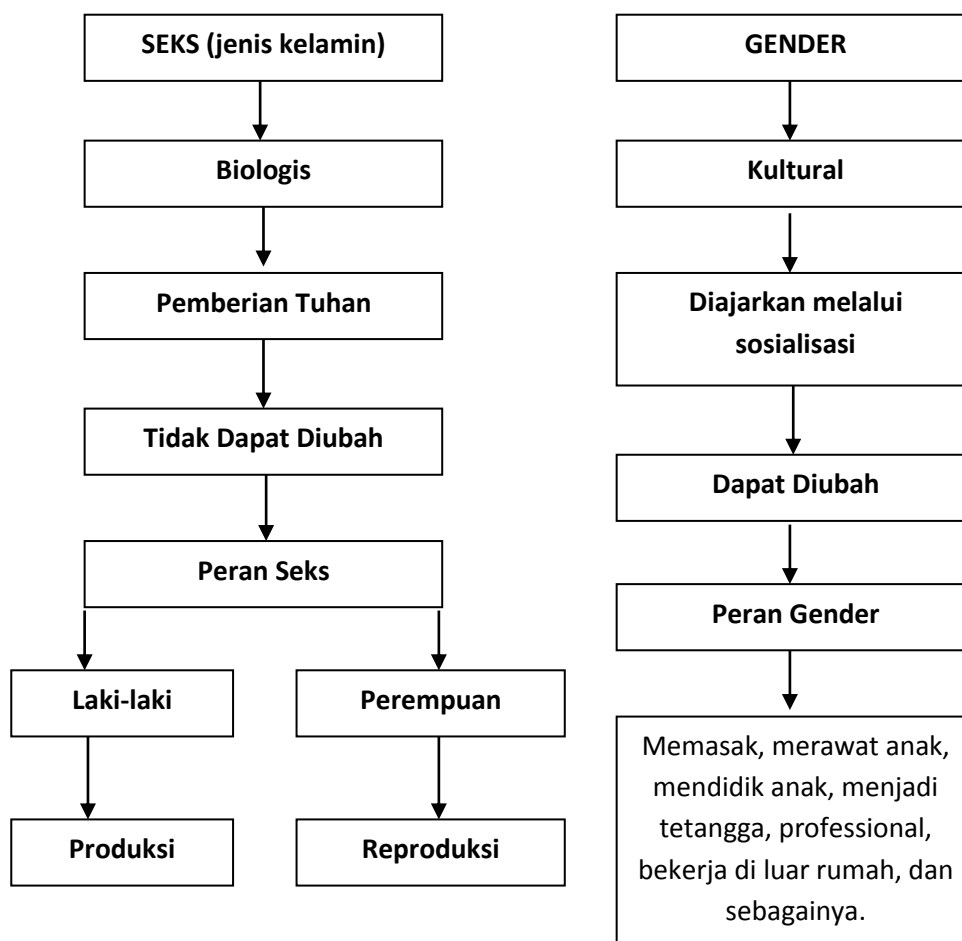 SEKS (jenis kelamin)
Biologis
Pemberian Tuhan
Tidak Dapat Diubah
Peran Seks
Laki-laki
Perempuan
Produksi
Reproduksi
GENDER
Kultural
Diajarkan melalui
sosialisasi
Dapat Diubah
Peran Gender
Memasak, merawat anak,
mendidik anak, menjadi
tetangga, professional,
bekerja di luar rumah, dan
sebagainya.